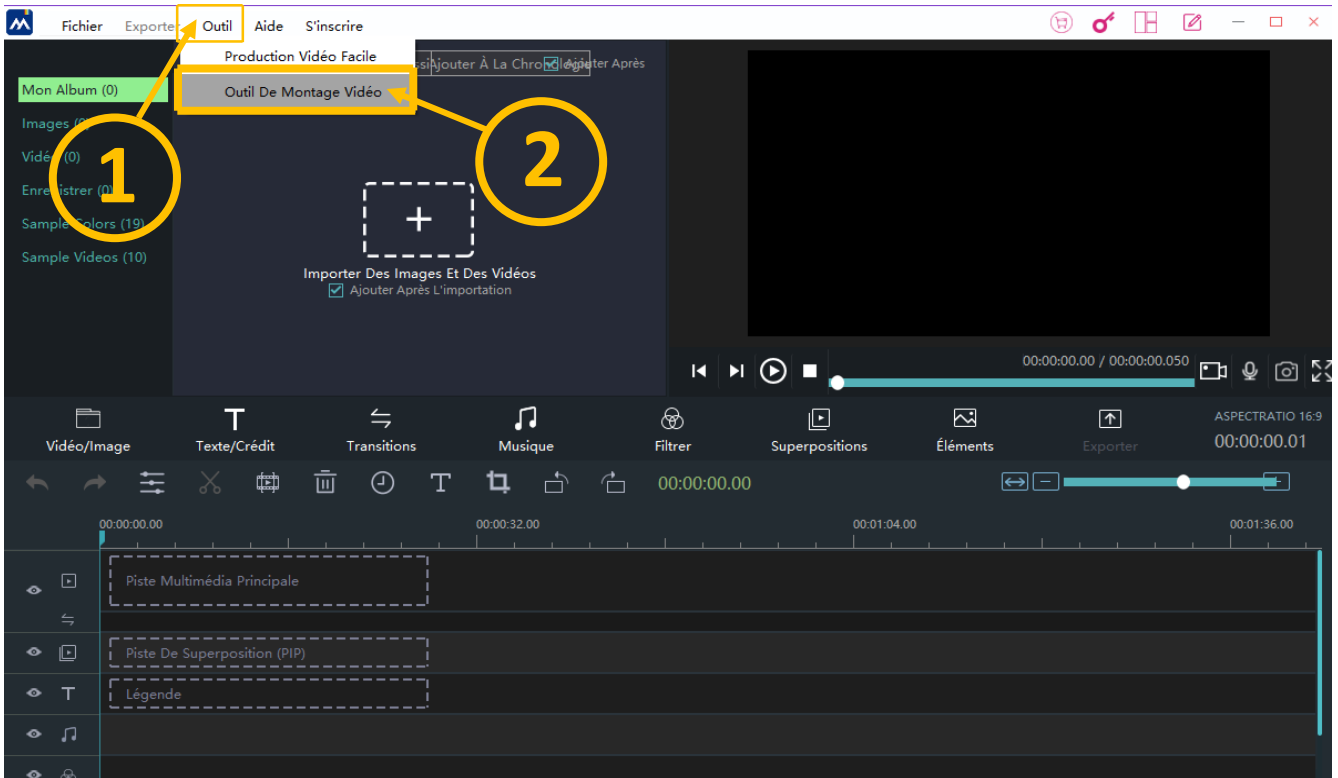 Fichier Exporter Outil Aide S'inscrire
Production Vidéo Facile
Ajouter À La Chronologie Ajouter Après
Outil De Montage Vidéo
Mon Album (0)
Images (0)
Vidéo (0)
Enregistrer (0)
Sample Colors (19)
Sample Videos (10)
1
2
Importer Des Images Et Des Vidéos
Ajouter Après L'importation
00:00:00.00 / 00:00:00.050
Vidéo/Image Texte/Crédit Transitions Musique Filtrer Superpositions Éléments Exporter
ASPECTRATIO 16:9
00:00:00.01
00:00:00.00
00:00:00.00 00:00:32.00 00:01:04.00 00:01:36.00
Piste Multimédia Principale
Piste De Superposition (PIP)
Légende